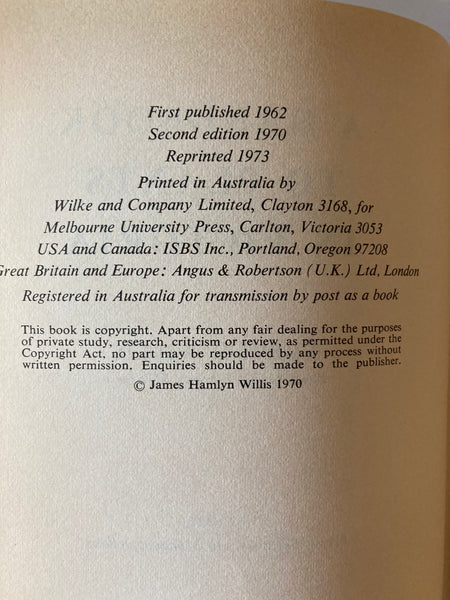 First published 1962
Second edition 1970
Reprinted 1973
Printed in Australia by
Wilke and Company Limited, Clayton 3168, for
Melbourne University Press, Carlton, Victoria 3053
USA and Canada: ISBS Inc., Portland, Oregon 97208
Great Britain and Europe: Angus & Robertson (U.K.) Ltd, London
Registered in Australia for transmission by post as a book
This book is copyright. Apart from any fair dealing for the purposes
of private study, research, criticism or review, as permitted under the
Copyright Act, no part may be reproduced by any process without
written permission. Enquiries should be made to the publisher.
© James Hamlyn Willis 1970